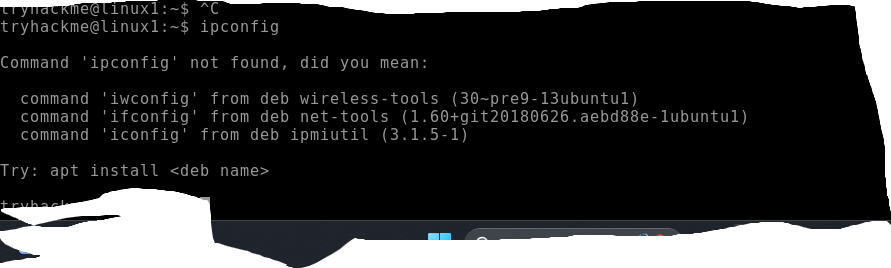 tryhackme@linux1:~$ ^C
tryhackme@linux1:~$ ipconfig
Command 'ipconfig' not found, did you mean:
command 'iwconfig' from deb wireless-tools (30~pre9-13ubuntu1)
command 'ifconfig' from deb net-tools (1.60+git20180626.aebd88e-1ubuntu1)
command 'iconfig' from deb ipmiutil (3.1.5-1)
Try: apt install <deb name>